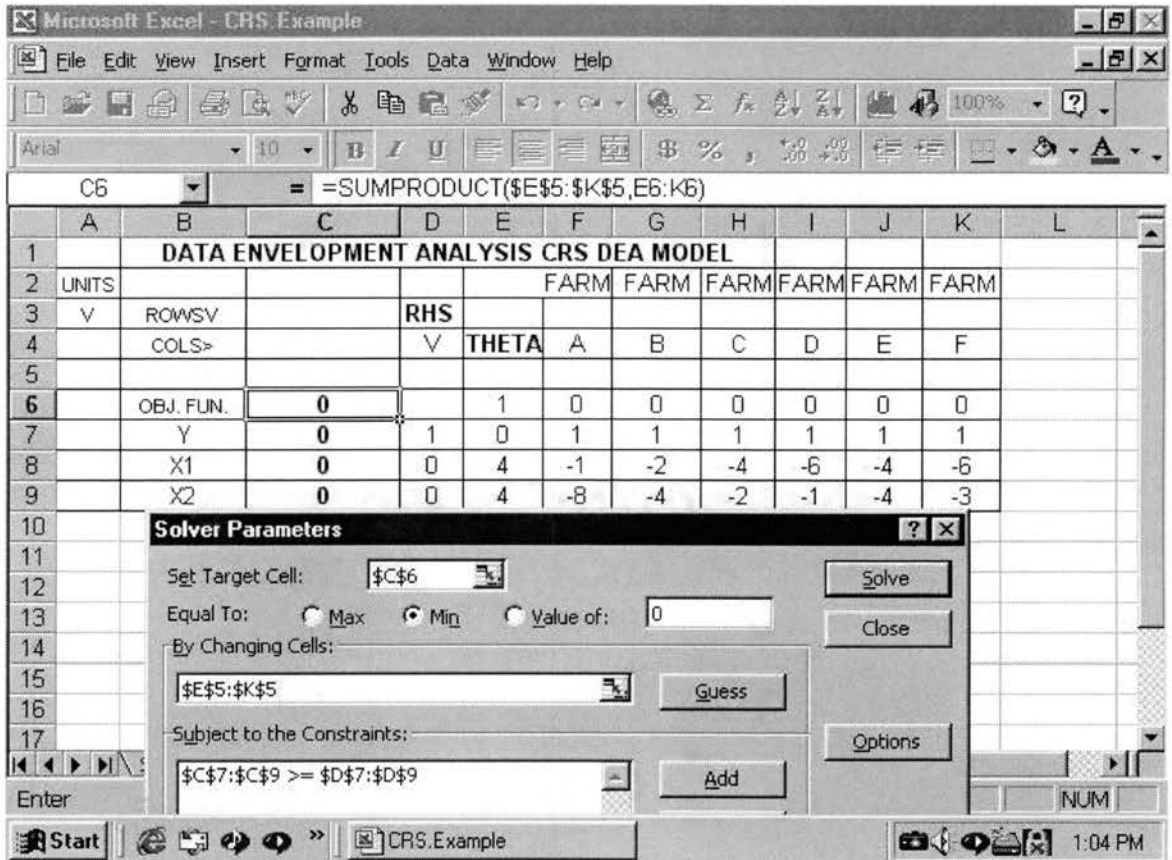 Microsoft Excel - CRS.Example
File Edit View Insert Format Tools Data Window Help
100%
Arial 10 B I U $ % ,
C6 = =SUMPRODUCT($E$5:$K$5,E6:K6)
A B C D E F G H I J K L
1 DATA ENVELOPMENT ANALYSIS CRS DEA MODEL
2 UNITS FARM FARM FARM FARM FARM FARM
3 V ROWSV RHS
4 COLS> V THETA A B C D E F
5
6 OBJ. FUN. 0 1 0 0 0 0 0 0
7 Y 0 1 0 1 1 1 1 1 1
8 X1 0 0 4 -1 -2 -4 -6 -4 -6
9 X2 0 0 4 -8 -4 -2 -1 -4 -3
10
11
12
13
14
15
16
17
Solver Parameters
Set Target Cell: $C$6 Solve
Equal To: Max Min Value of: 0 Close
By Changing Cells:
$E$5:$K$5 Guess
Subject to the Constraints: Options
$C$7:$C$9 >= $D$7:$D$9 Add
Enter NUM
Start » CRS.Example 1:04 PM